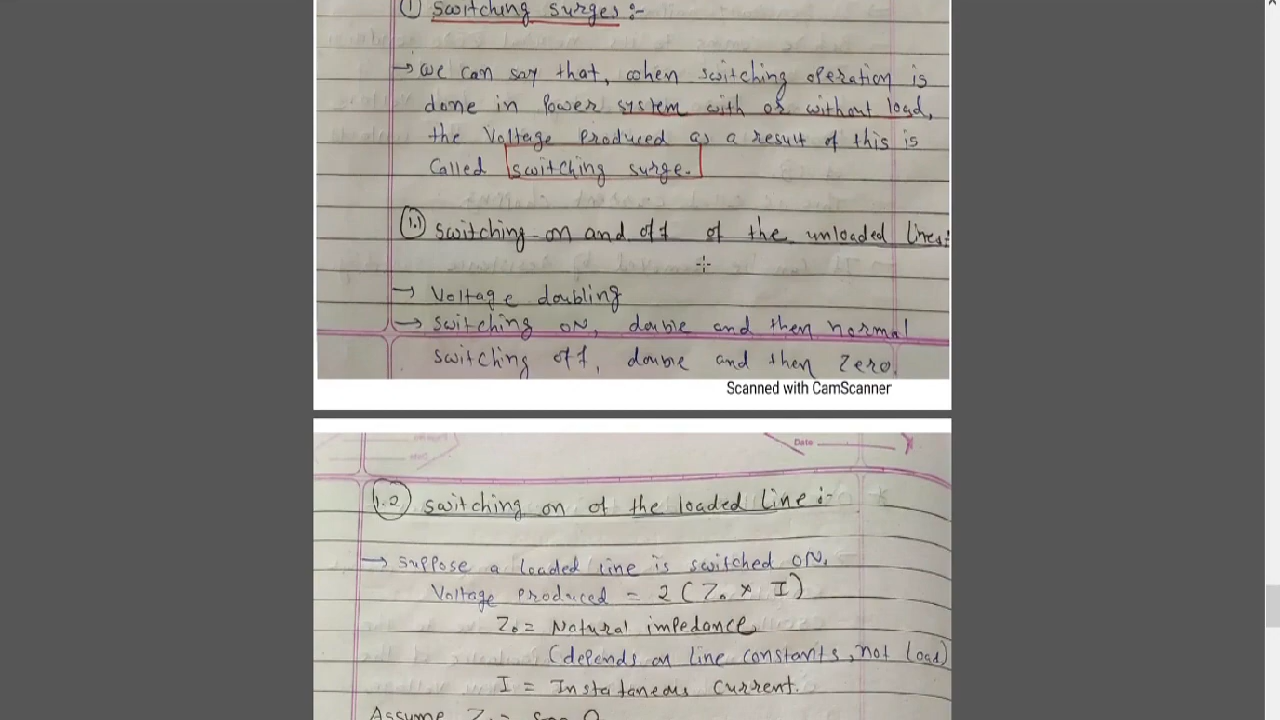 ① Switching surges :-
→ We can say that, when switching operation is
done in Power system with or without load,
the Voltage Produced as a result of this is
Called switching surge.
1.1 Switching on and off of the unloaded lines:
→ Voltage doubling
→ Switching ON, double and then normal
Switching off, double and then Zero.
Scanned with CamScanner
Date
Switching on of the loaded line :-
→ Suppose a loaded line is switched ON.
Voltage Produced = 2 ( Z₀ × I )
Z₀ = Natural impedance
(depends on line constants, not load)
I = Instataneous Current.
Assume